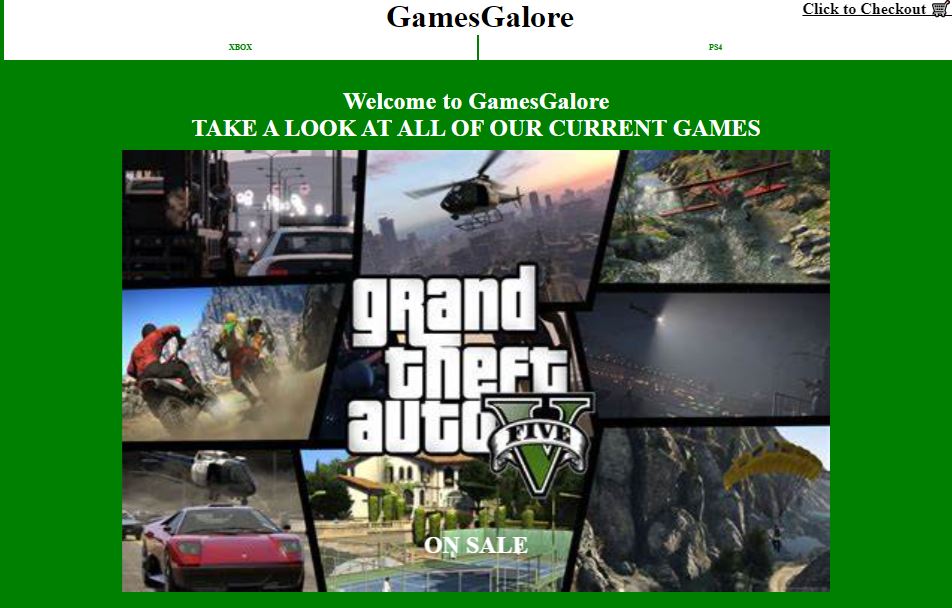 GamesGalore
Click to Checkout
XBOX
PS4
Welcome to GamesGalore
TAKE A LOOK AT ALL OF OUR CURRENT GAMES
grand
theft
auto V
FIVE
ON SALE